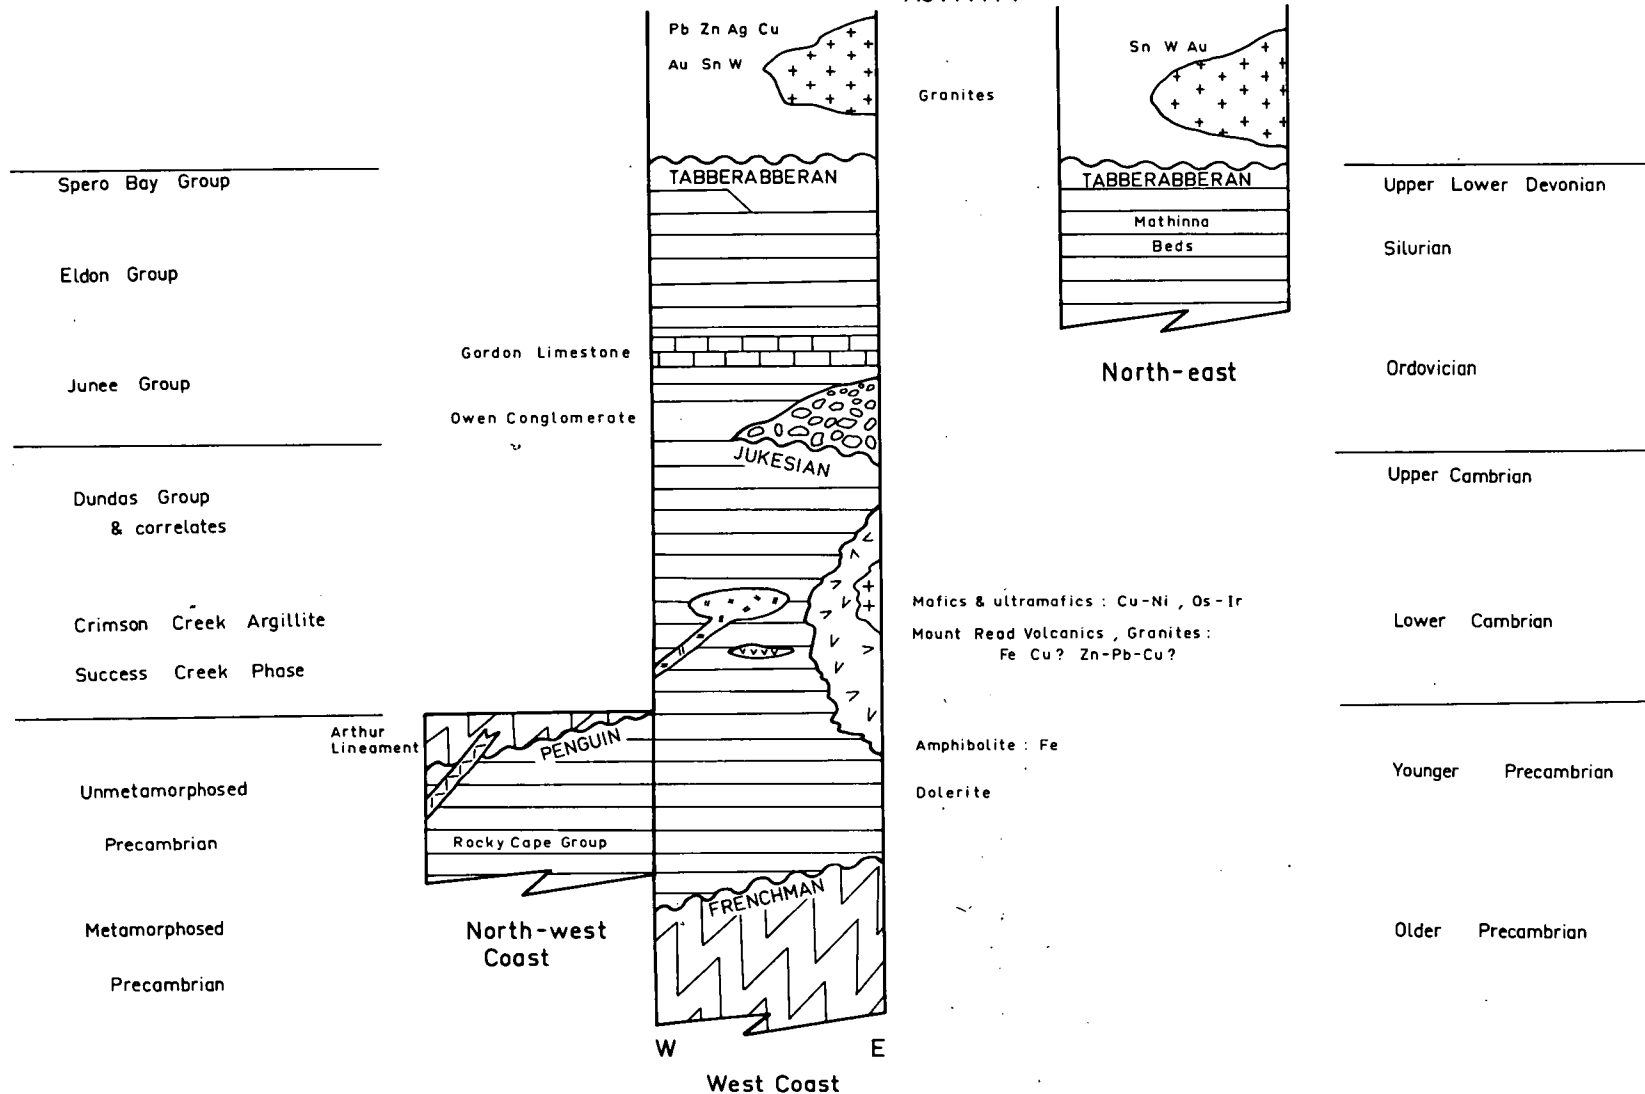 Pb Zn Ag Cu
Au Sn W
Granites
Sn W Au
Spero Bay Group
TABBERABBERAN
TABBERABBERAN
Upper Lower Devonian
Mathinna
Beds
Silurian
Eldon Group
Gordon Limestone
North-east
Ordovician
Junee Group
Owen Conglomerate
JUKESIAN
Upper Cambrian
Dundas Group
& correlates
Mafics & ultramafics : Cu-Ni , Os-Ir
Crimson Creek Argillite
Mount Read Volcanics , Granites :
Fe Cu? Zn-Pb-Cu?
Lower Cambrian
Success Creek Phase
Arthur
Lineament
PENGUIN
Amphibolite : Fe
Younger Precambrian
Unmetamorphosed
Dolerite
Precambrian
Rocky Cape Group
FRENCHMAN
Metamorphosed
North-west
Coast
Older Precambrian
Precambrian
W E
West Coast